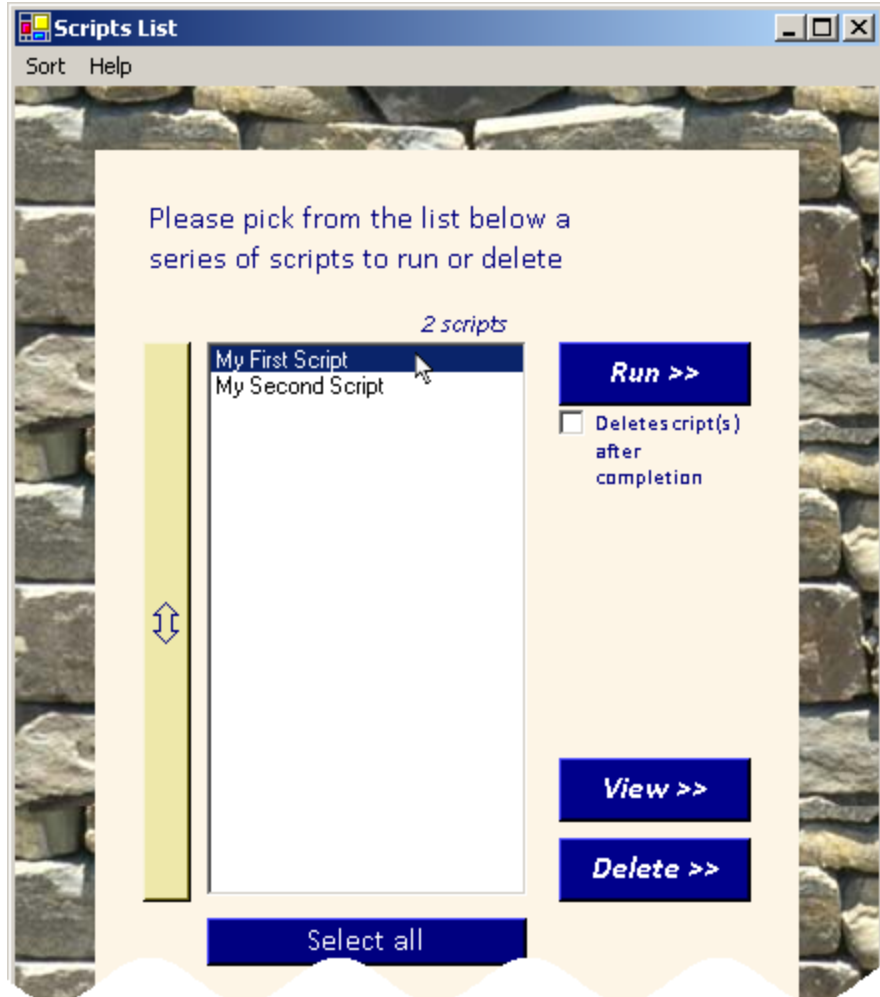 Scripts List
Sort Help
Please pick from the list below a
series of scripts to run or delete
2 scripts
My First Script
My Second Script
Run >>
Deletescript(s)
after
completion
View >>
Delete >>
Select all